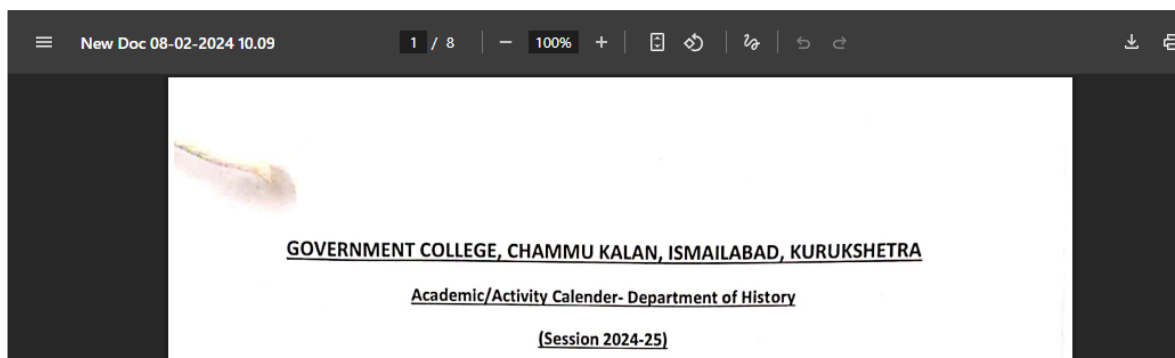 New Doc 08-02-2024 10.09 1 / 8 100%
GOVERNMENT COLLEGE, CHAMMU KALAN, ISMAILABAD, KURUKSHETRA
Academic/Activity Calender- Department of History
(Session 2024-25)